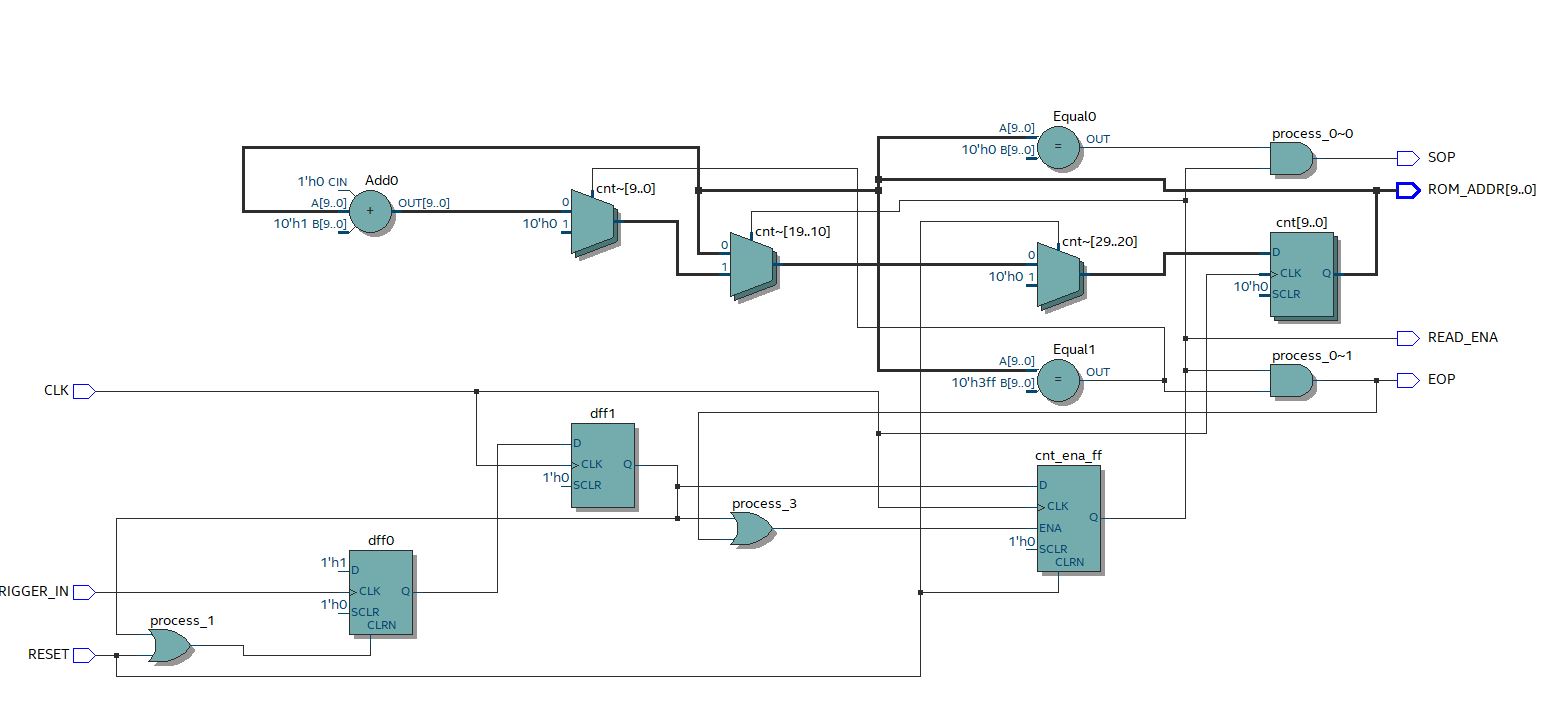 Equal0
A[9..0]
OUT
10'h0 B[9..0]
=
process_0~0
SOP
1'h0 CIN
Add0
A[9..0]
+
OUT[9..0]
10'h1 B[9..0]
cnt~[9..0]
0
10'h0 1
ROM_ADDR[9..0]
cnt~[19..10]
0
1
cnt~[29..20]
0
10'h0 1
cnt[9..0]
D
CLK
Q
10'h0
SCLR
READ_ENA
Equal1
A[9..0]
OUT
10'h3ff B[9..0]
=
process_0~1
EOP
CLK
dff1
D
CLK
Q
1'h0
SCLR
cnt_ena_ff
D
CLK
Q
ENA
1'h0
SCLR
CLRN
process_3
dff0
1'h1
D
RIGGER_IN
CLK
Q
1'h0
SCLR
CLRN
process_1
RESET